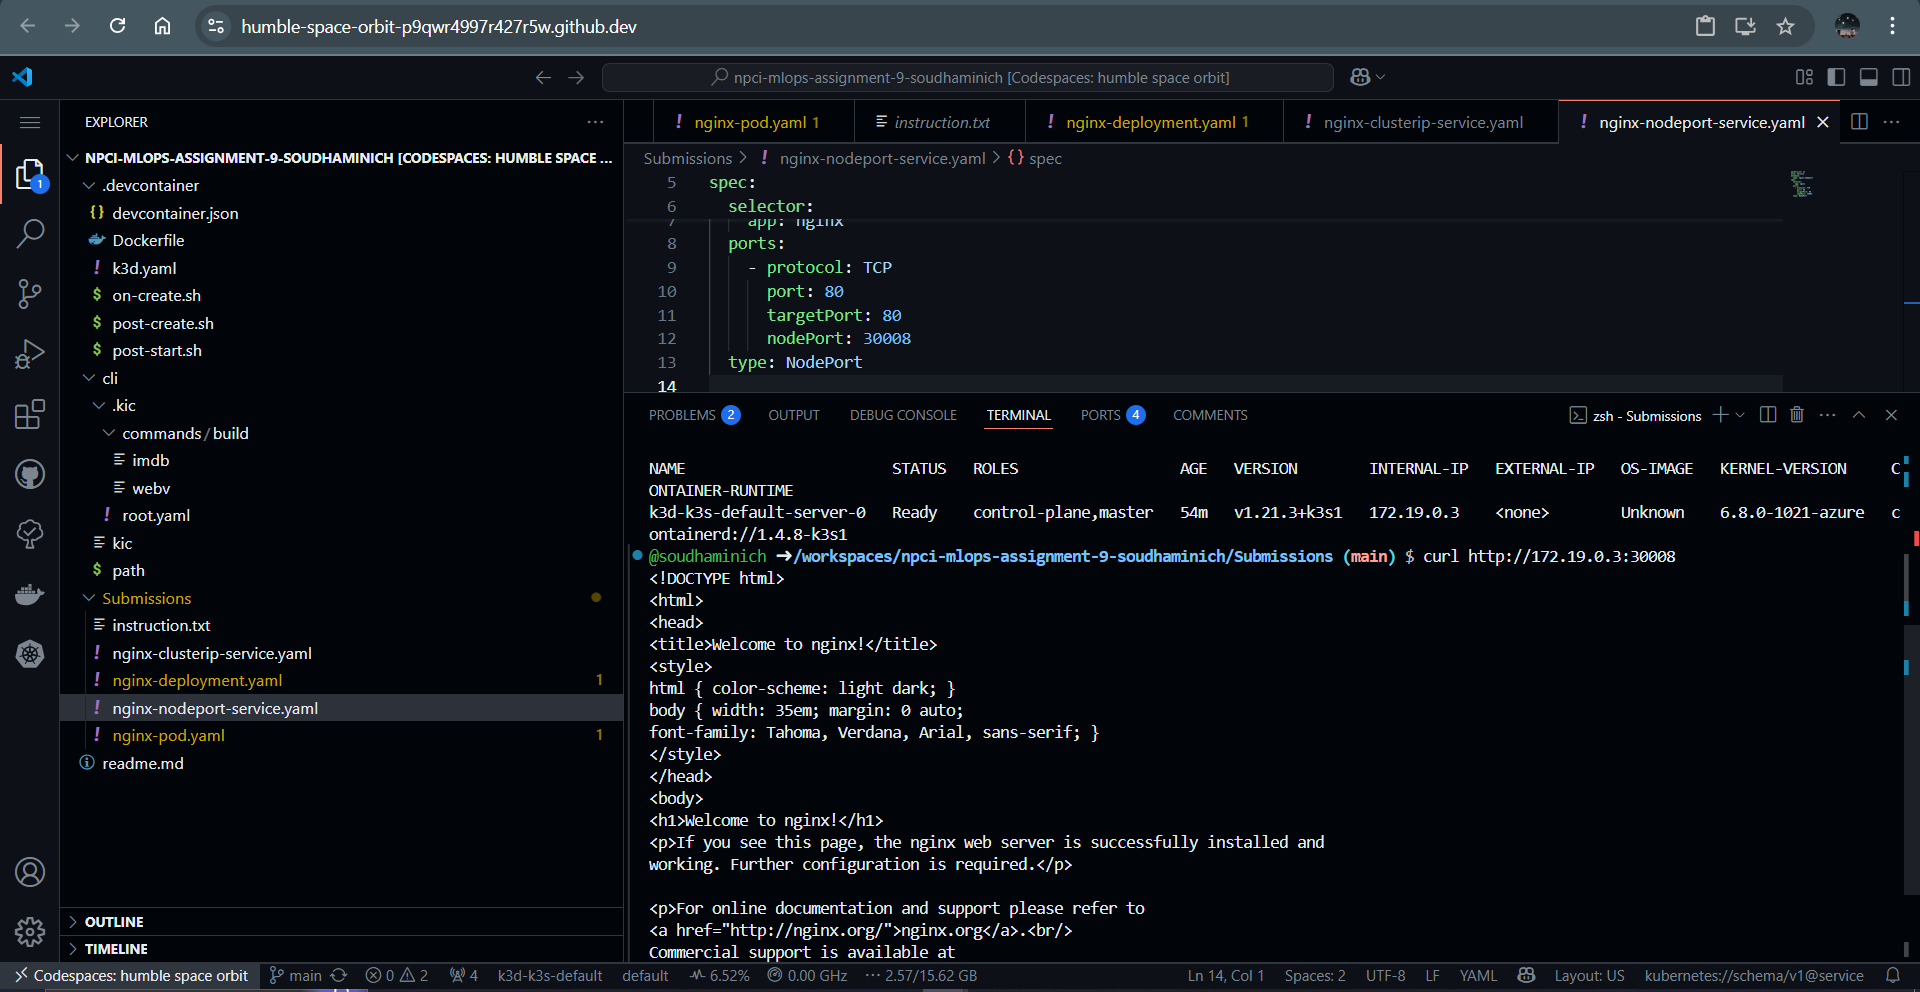 humble-space-orbit-p9qwr4997r427r5w.github.dev
npci-mlops-assignment-9-soudhaminich [Codespaces: humble space orbit]
EXPLORER
NPCI-MLOPS-ASSIGNMENT-9-SOUDHAMINICH [CODESPACES: HUMBLE SPACE ...
.devcontainer
devcontainer.json
Dockerfile
k3d.yaml
on-create.sh
post-create.sh
post-start.sh
cli
.kic
commands/build
imdb
webv
root.yaml
kic
path
Submissions
instruction.txt
nginx-clusterip-service.yaml
nginx-deployment.yaml 1
nginx-nodeport-service.yaml
nginx-pod.yaml 1
readme.md
OUTLINE
TIMELINE
1
nginx-pod.yaml 1
instruction.txt
nginx-deployment.yaml 1
nginx-clusterip-service.yaml
nginx-nodeport-service.yaml
Submissions > ! nginx-nodeport-service.yaml > {} spec
5 spec:
6 selector:
7 app: nginx
8 ports:
9 - protocol: TCP
10 port: 80
11 targetPort: 80
12 nodePort: 30008
13 type: NodePort
14
PROBLEMS 2 OUTPUT DEBUG CONSOLE TERMINAL PORTS 4 COMMENTS
zsh - Submissions
NAME STATUS ROLES AGE VERSION INTERNAL-IP EXTERNAL-IP OS-IMAGE KERNEL-VERSION C
ONTAINER-RUNTIME
k3d-k3s-default-server-0 Ready control-plane,master 54m v1.21.3+k3s1 172.19.0.3 <none> Unknown 6.8.0-1021-azure c
ontainerd://1.4.8-k3s1
@soudhaminich ➜/workspaces/npci-mlops-assignment-9-soudhaminich/Submissions (main) $ curl http://172.19.0.3:30008
<!DOCTYPE html>
<html>
<head>
<title>Welcome to nginx!</title>
<style>
html { color-scheme: light dark; }
body { width: 35em; margin: 0 auto;
font-family: Tahoma, Verdana, Arial, sans-serif; }
</style>
</head>
<body>
<h1>Welcome to nginx!</h1>
<p>If you see this page, the nginx web server is successfully installed and
working. Further configuration is required.</p>
<p>For online documentation and support please refer to
<a href="http://nginx.org/">nginx.org</a>.<br/>
Commercial support is available at
Codespaces: humble space orbit main 0 2 4 k3d-k3s-default default 6.52% 0.00 GHz 2.57/15.62 GB Ln 14, Col 1 Spaces: 2 UTF-8 LF YAML Layout: US kubernetes://schema/v1@service